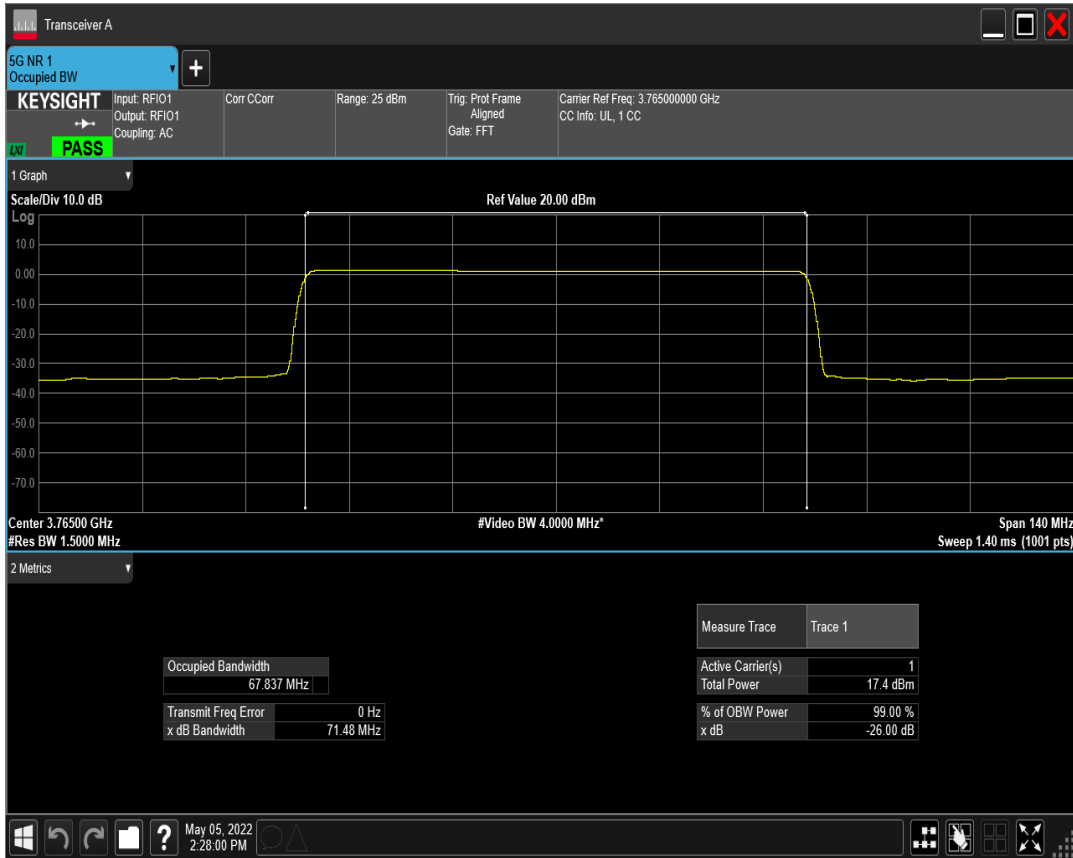 Transceiver A
5G NR 1
Occupied BW
KEYSIGHT
LXI
PASS
Input: RFIO1
Output: RFIO1
Coupling: AC
Corr CCorr
Range: 25 dBm
Trig: Prot Frame
Aligned
Gate: FFT
Carrier Ref Freq: 3.765000000 GHz
CC Info: UL, 1 CC
1 Graph
Scale/Div 10.0 dB
Ref Value 20.00 dBm
Log
10.0
0.00
-10.0
-20.0
-30.0
-40.0
-50.0
-60.0
-70.0
Center 3.76500 GHz
#Video BW 4.0000 MHz*
Span 140 MHz
#Res BW 1.5000 MHz
Sweep 1.40 ms (1001 pts)
2 Metrics
Measure Trace Trace 1
Occupied Bandwidth
67.837 MHz
Active Carrier(s) 1
Total Power 17.4 dBm
Transmit Freq Error 0 Hz
x dB Bandwidth 71.48 MHz
% of OBW Power 99.00 %
x dB -26.00 dB
?
May 05, 2022
2:28:00 PM